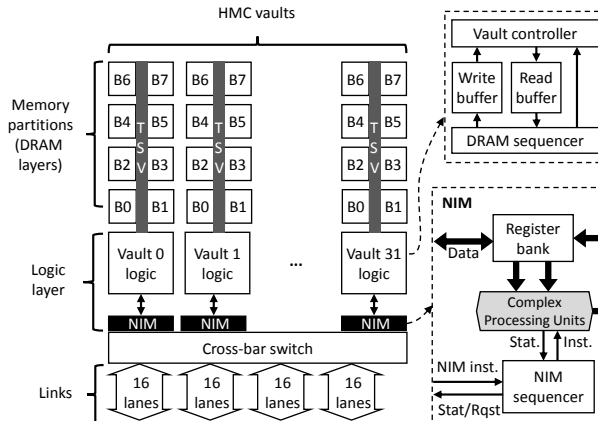 HMC vaults
Memory
partitions
(DRAM
layers)
B6 B7 B6 B7 B6 B7
B4 B5 B4 B5 B4 B5
B2 B3 B2 B3 B2 B3
B0 B1 B0 B1 B0 B1
TSV TSV TSV
Logic
layer
Vault 0
logic
Vault 1
logic
...
Vault 31
logic
NIM NIM NIM
Cross-bar switch
Links
16
lanes
16
lanes
16
lanes
16
lanes
Vault controller
Write
buffer
Read
buffer
DRAM sequencer
NIM
Register
bank
Data
Complex
Processing Units
Stat. Inst.
NIM inst.
NIM
sequencer
Stat/Rqst